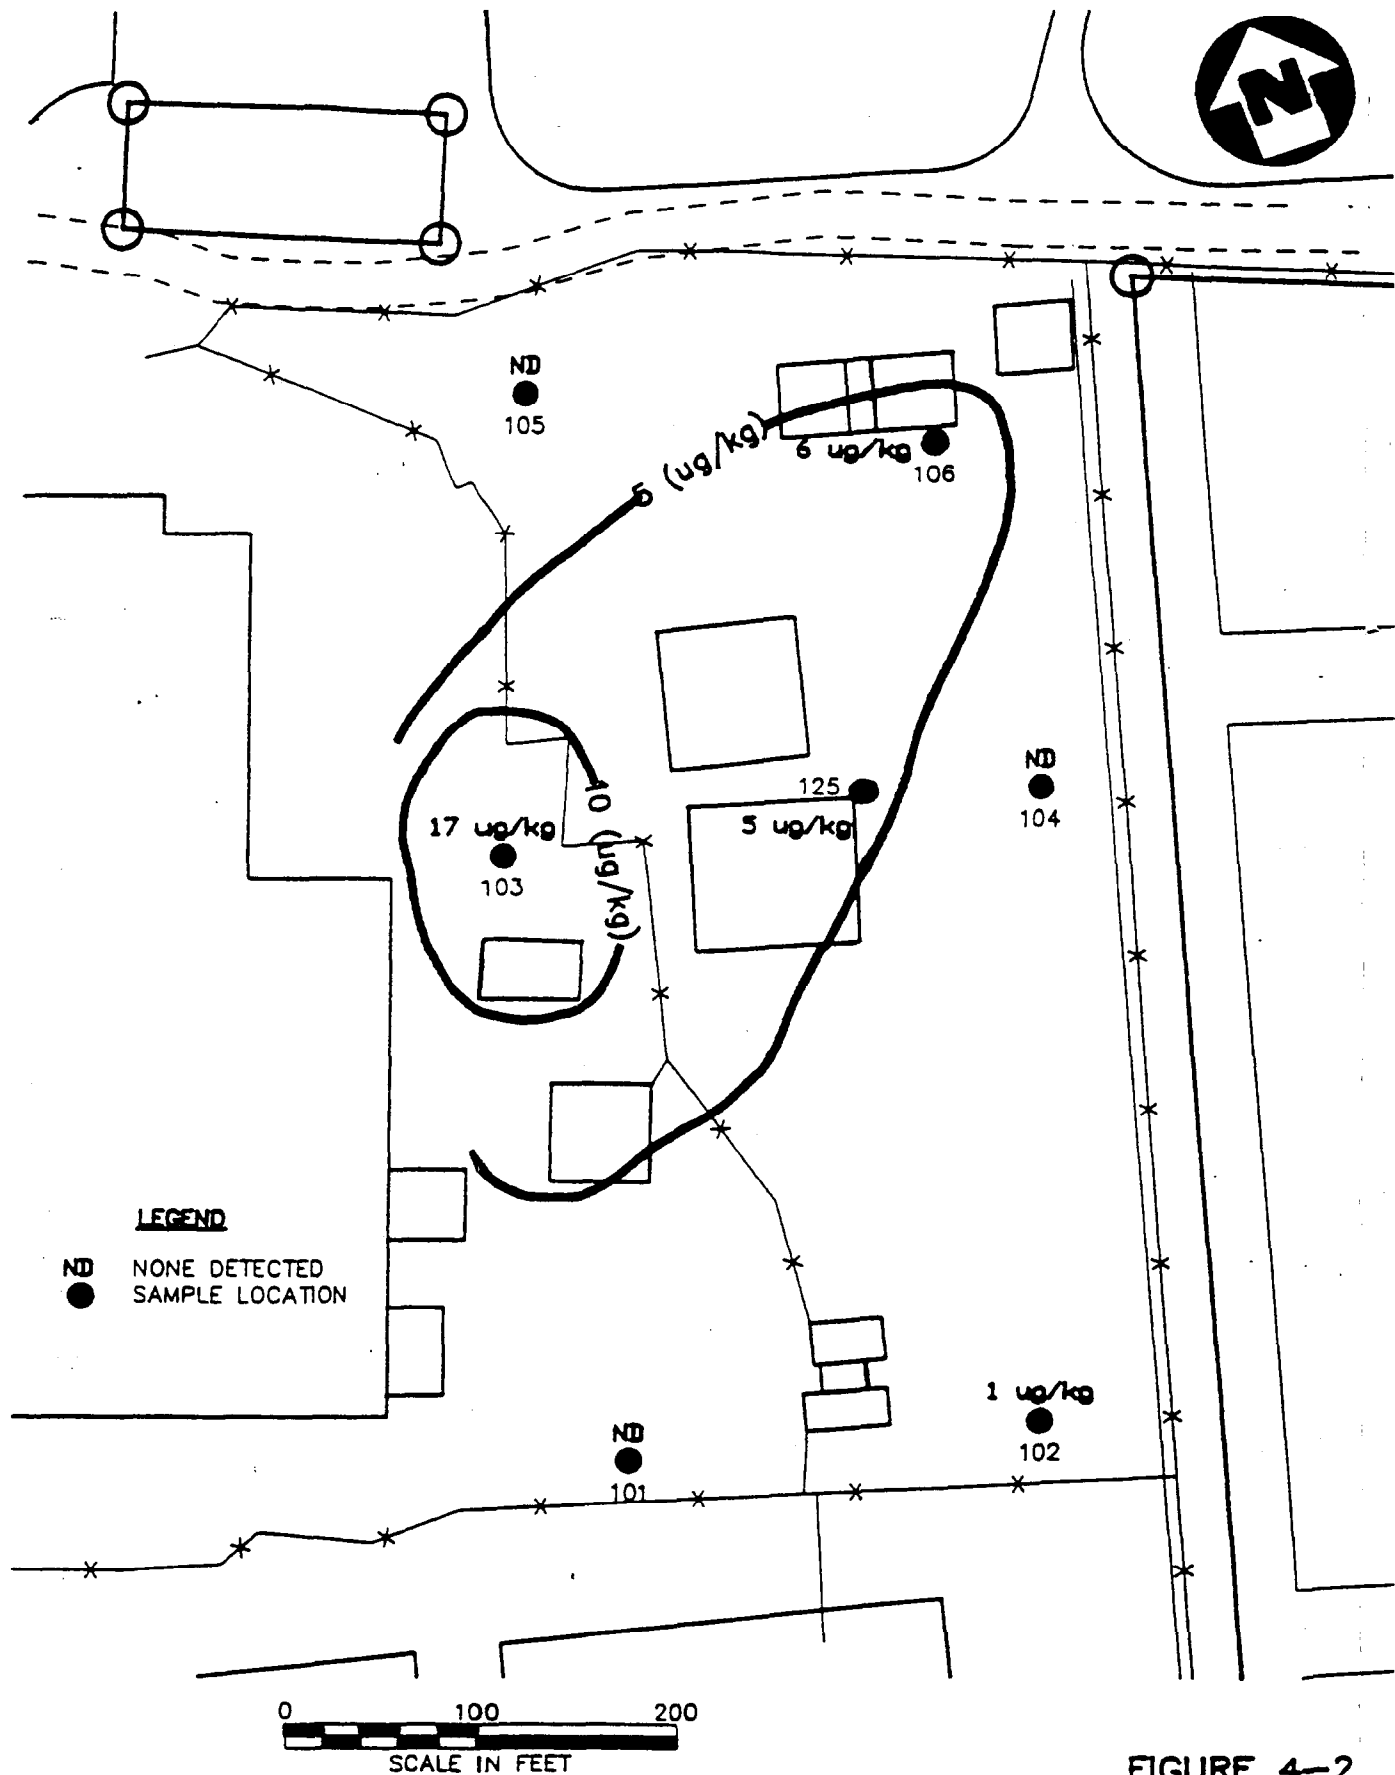 N
ND
105
5 (ug/kg)
6 ug/kg
106
125
5 ug/kg
ND
104
10 (ug/kg)
17 ug/kg
103
LEGEND
ND NONE DETECTED
SAMPLE LOCATION
1 ug/kg
102
ND
101
0 100 200
SCALE IN FEET
FIGURE 4-2